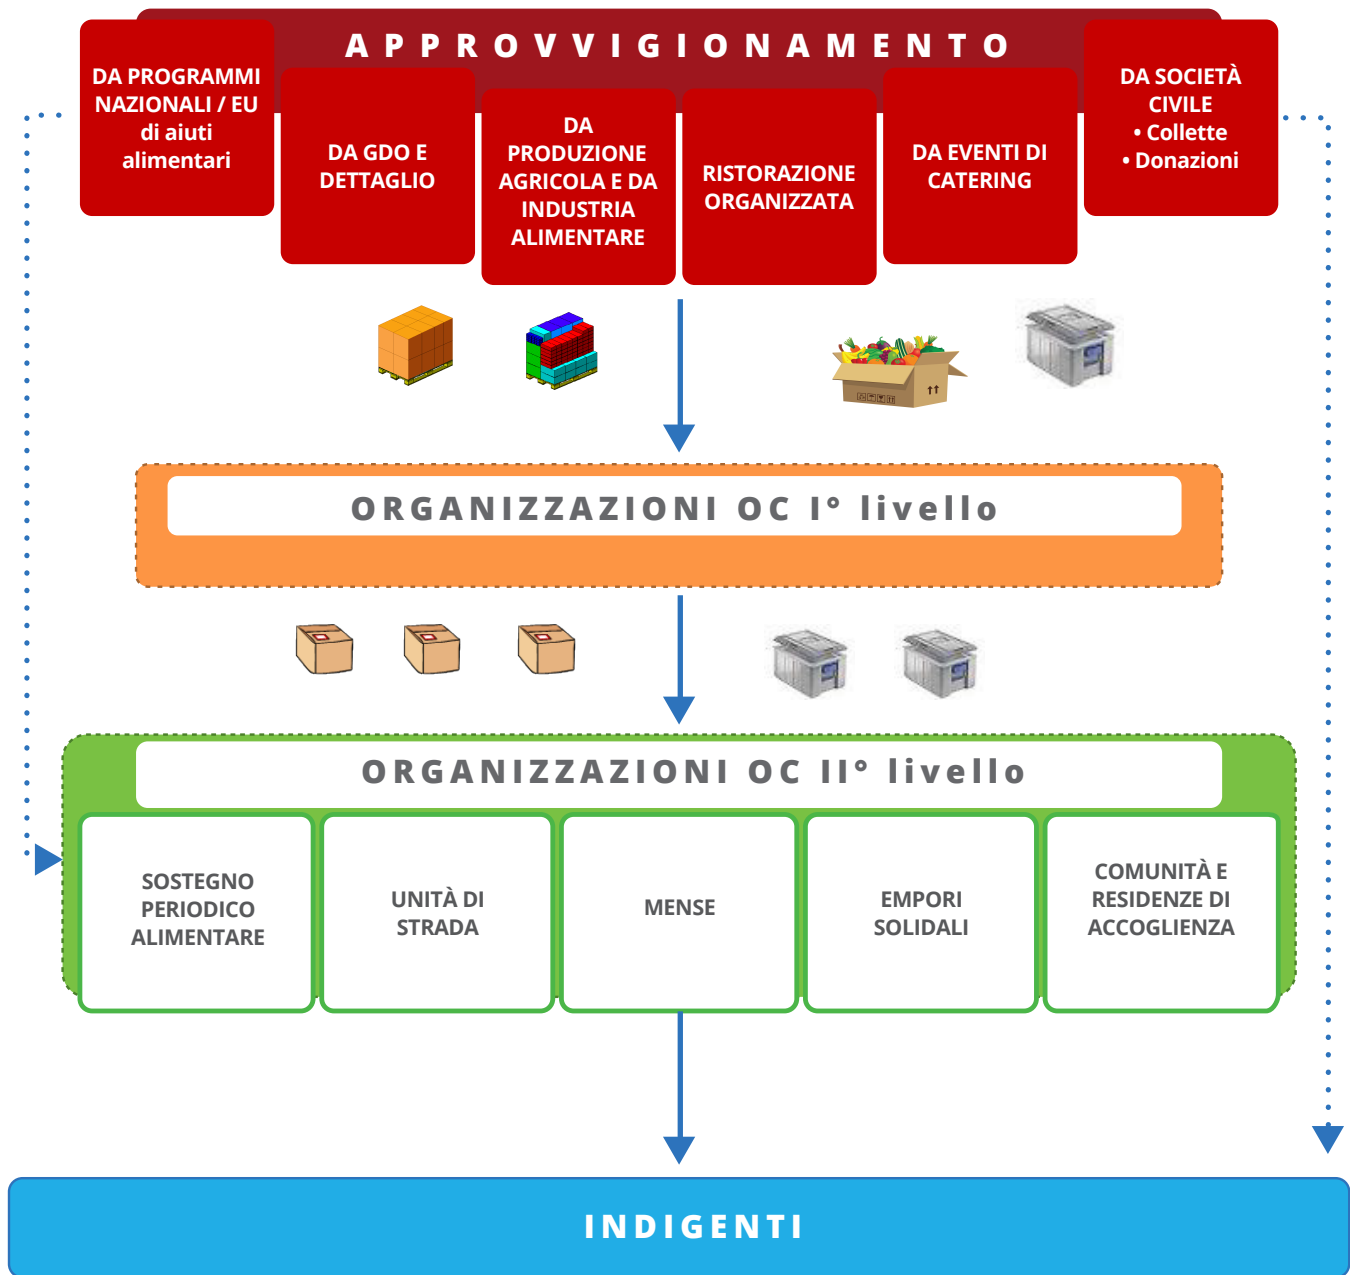 APPROVVIGIONAMENTO
DA PROGRAMMI
NAZIONALI / EU
di aiuti
alimentari
DA GDO E
DETTAGLIO
DA
PRODUZIONE
AGRICOLA E DA
INDUSTRIA
ALIMENTARE
RISTORAZIONE
ORGANIZZATA
DA EVENTI DI
CATERING
DA SOCIETÀ
CIVILE
• Collette
• Donazioni
ORGANIZZAZIONI OC I° livello
ORGANIZZAZIONI OC II° livello
SOSTEGNO
PERIODICO
ALIMENTARE
UNITÀ DI
STRADA
MENSE
EMPORI
SOLIDALI
COMUNITÀ E
RESIDENZE DI
ACCOGLIENZA
INDIGENTI